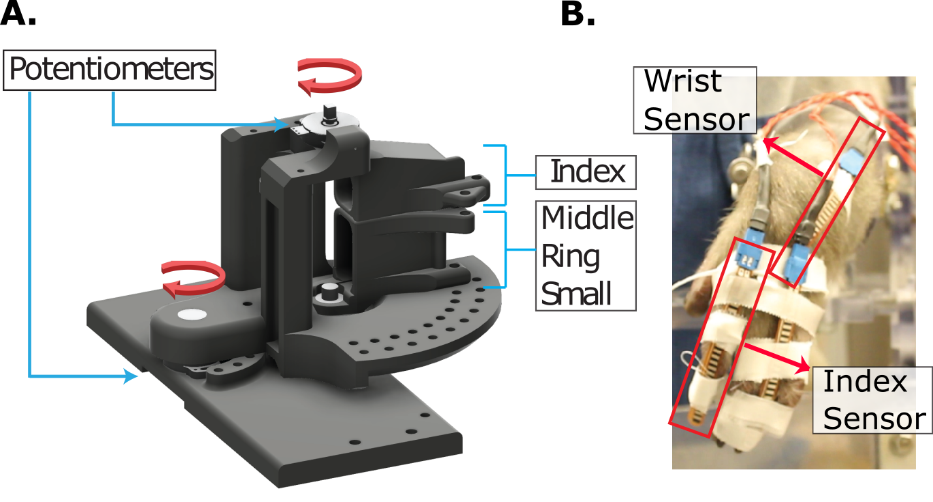 A.
Potentiometers
Index
Middle
Ring
Small
B.
Wrist
Sensor
Index
Sensor